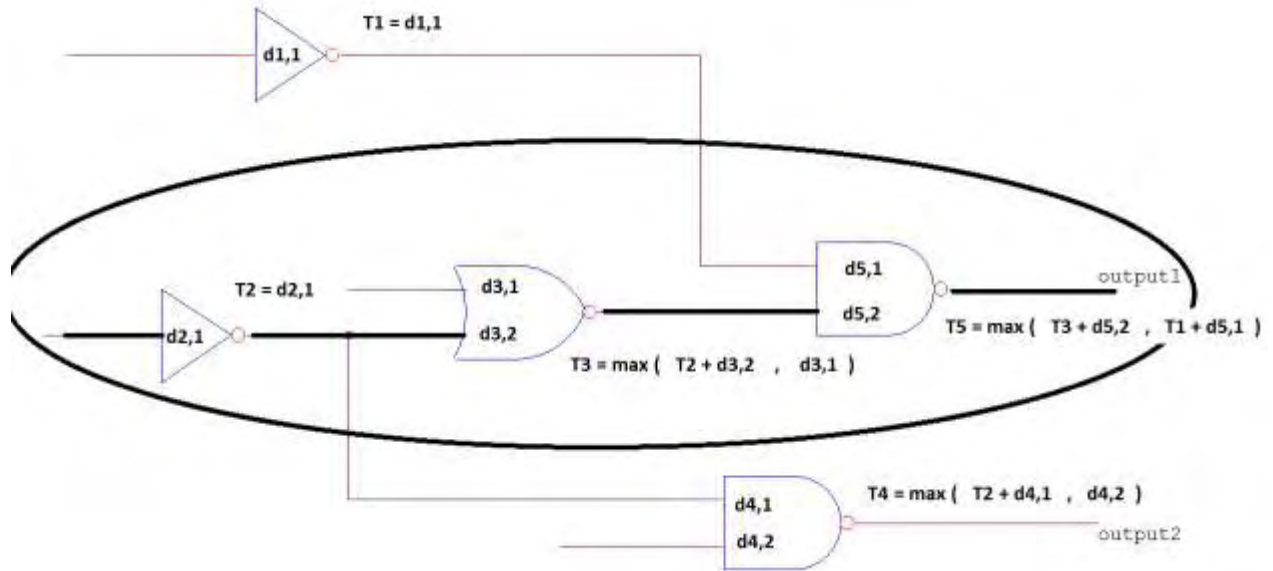 T1 = d1,1
d1,1
T2 = d2,1
d2,1
d3,1
d3,2
T3 = max ( T2 + d3,2 , d3,1 )
d5,1
d5,2
output1
T5 = max ( T3 + d5,2 , T1 + d5,1 )
d4,1
d4,2
T4 = max ( T2 + d4,1 , d4,2 )
output2